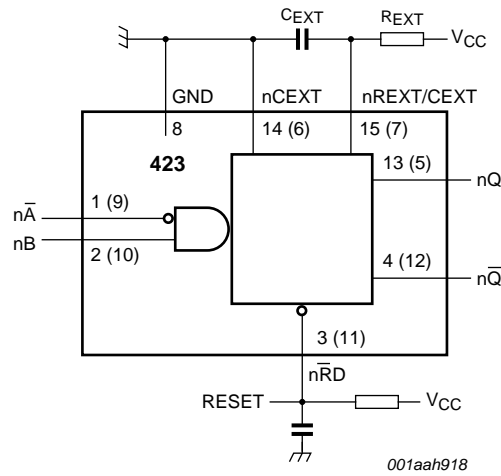 CEXT
REXT
VCC
GND
nCEXT
nREXT/CEXT
8
14 (6)
15 (7)
423
13 (5)
nQ
nA̅
1 (9)
nB
2 (10)
4 (12)
nQ̅
3 (11)
nR̅D
RESET
VCC
001aah918